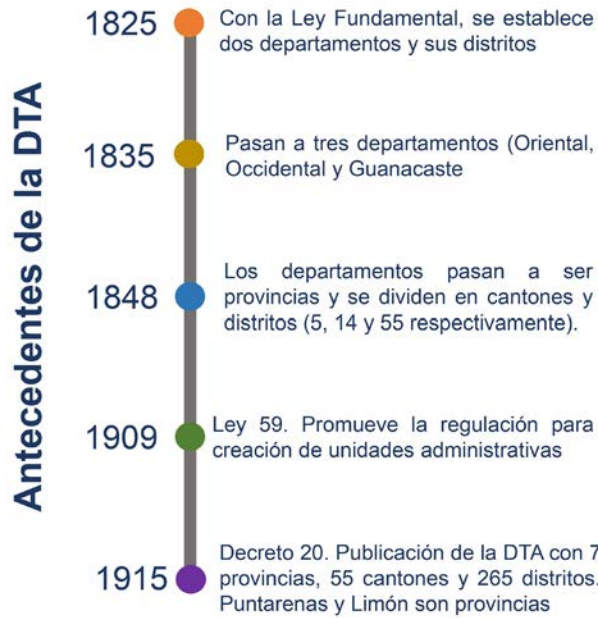 Antecedentes de la DTA
1825
Con la Ley Fundamental, se establece
dos departamentos y sus distritos
1835
Pasan a tres departamentos (Oriental,
Occidental y Guanacaste
1848
Los departamentos pasan a ser
provincias y se dividen en cantones y
distritos (5, 14 y 55 respectivamente).
1909
Ley 59. Promueve la regulación para
creación de unidades administrativas
1915
Decreto 20. Publicación de la DTA con 7
provincias, 55 cantones y 265 distritos.
Puntarenas y Limón son provincias